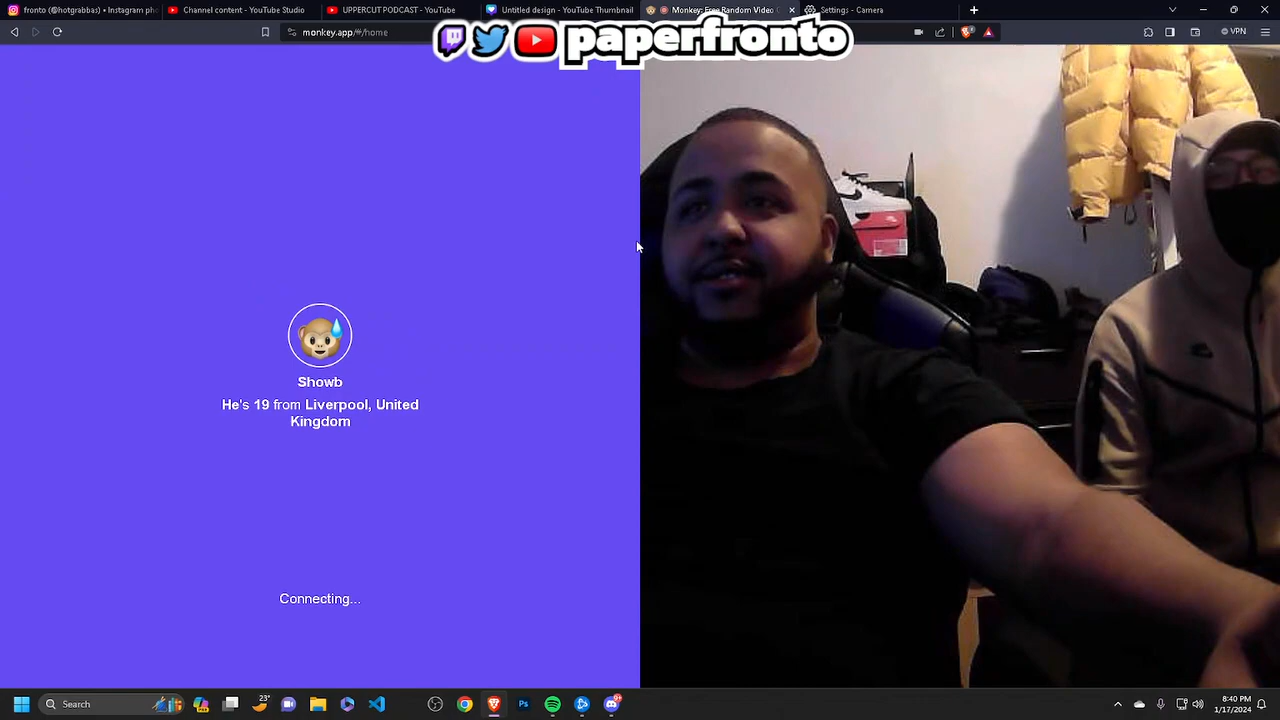 fronto (@hotgrabbas) • Instagram pho
Channel content - YouTube Studio
UPPERCUT PODCAST - YouTube
Untitled design - YouTube Thumbnail
Monkey: Free Random Video C
Settings - Camera
monkey.app/#/home
VPN
paperfronto
Showb
He's 19 from Liverpool, United
Kingdom
Connecting...
Search
23°
8:40 PM
1/17/2024